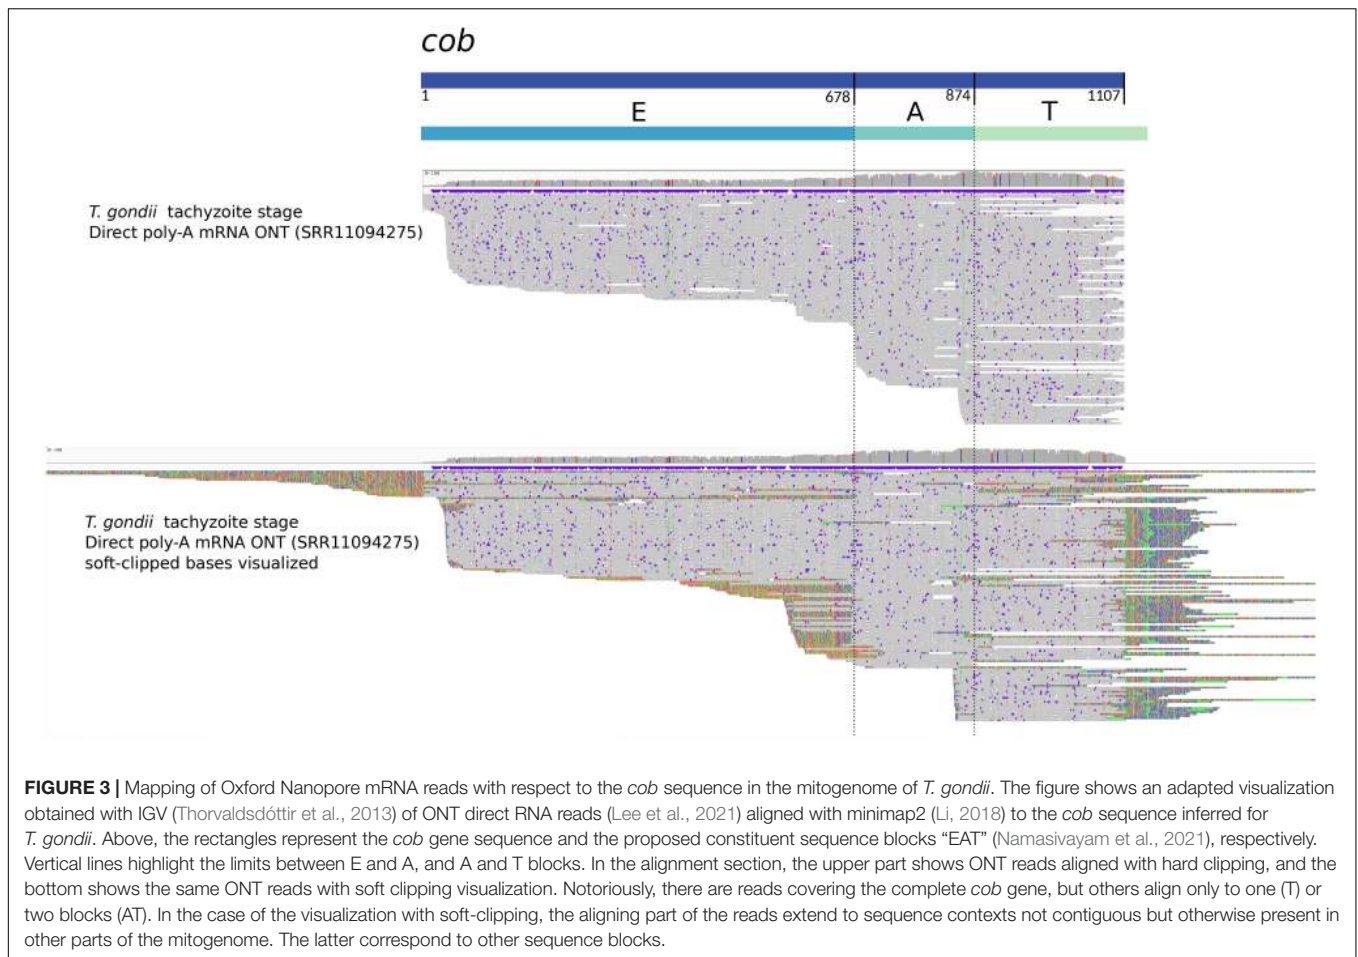 cob
1
678
874
1107
E
A
T
T. gondii tachyzoite stage
Direct poly-A mRNA ONT (SRR11094275)
T. gondii tachyzoite stage
Direct poly-A mRNA ONT (SRR11094275)
soft-clipped bases visualized
FIGURE 3 | Mapping of Oxford Nanopore mRNA reads with respect to the cob sequence in the mitogenome of T. gondii. The figure shows an adapted visualization
obtained with IGV (Thorvaldsdóttir et al., 2013) of ONT direct RNA reads (Lee et al., 2021) aligned with minimap2 (Li, 2018) to the cob sequence inferred for
T. gondii. Above, the rectangles represent the cob gene sequence and the proposed constituent sequence blocks “EAT” (Namasivayam et al., 2021), respectively.
Vertical lines highlight the limits between E and A, and A and T blocks. In the alignment section, the upper part shows ONT reads aligned with hard clipping, and the
bottom shows the same ONT reads with soft clipping visualization. Notoriously, there are reads covering the complete cob gene, but others align only to one (T) or
two blocks (AT). In the case of the visualization with soft-clipping, the aligning part of the reads extend to sequence contexts not contiguous but otherwise present in
other parts of the mitogenome. The latter correspond to other sequence blocks.